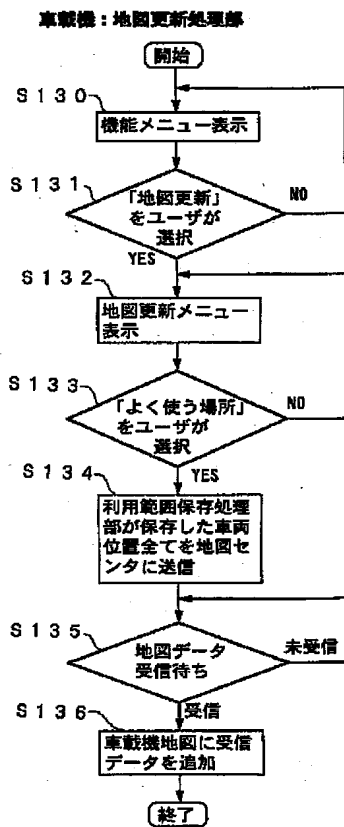 車載機:地図更新処理部
開始
S130
機能メニュー表示
S131
「地図更新」
をユーザが
選択
NO
YES
S132
地図更新メニュー
表示
S133
「よく使う場所」
をユーザが
選択
NO
YES
S134
利用範囲保存処理
部が保存した車両
位置全てを地図セ
ンタに送信
S135
地図データ
受信待ち
未受信
受信
S136
車載機地図に受信
データを追加
終了